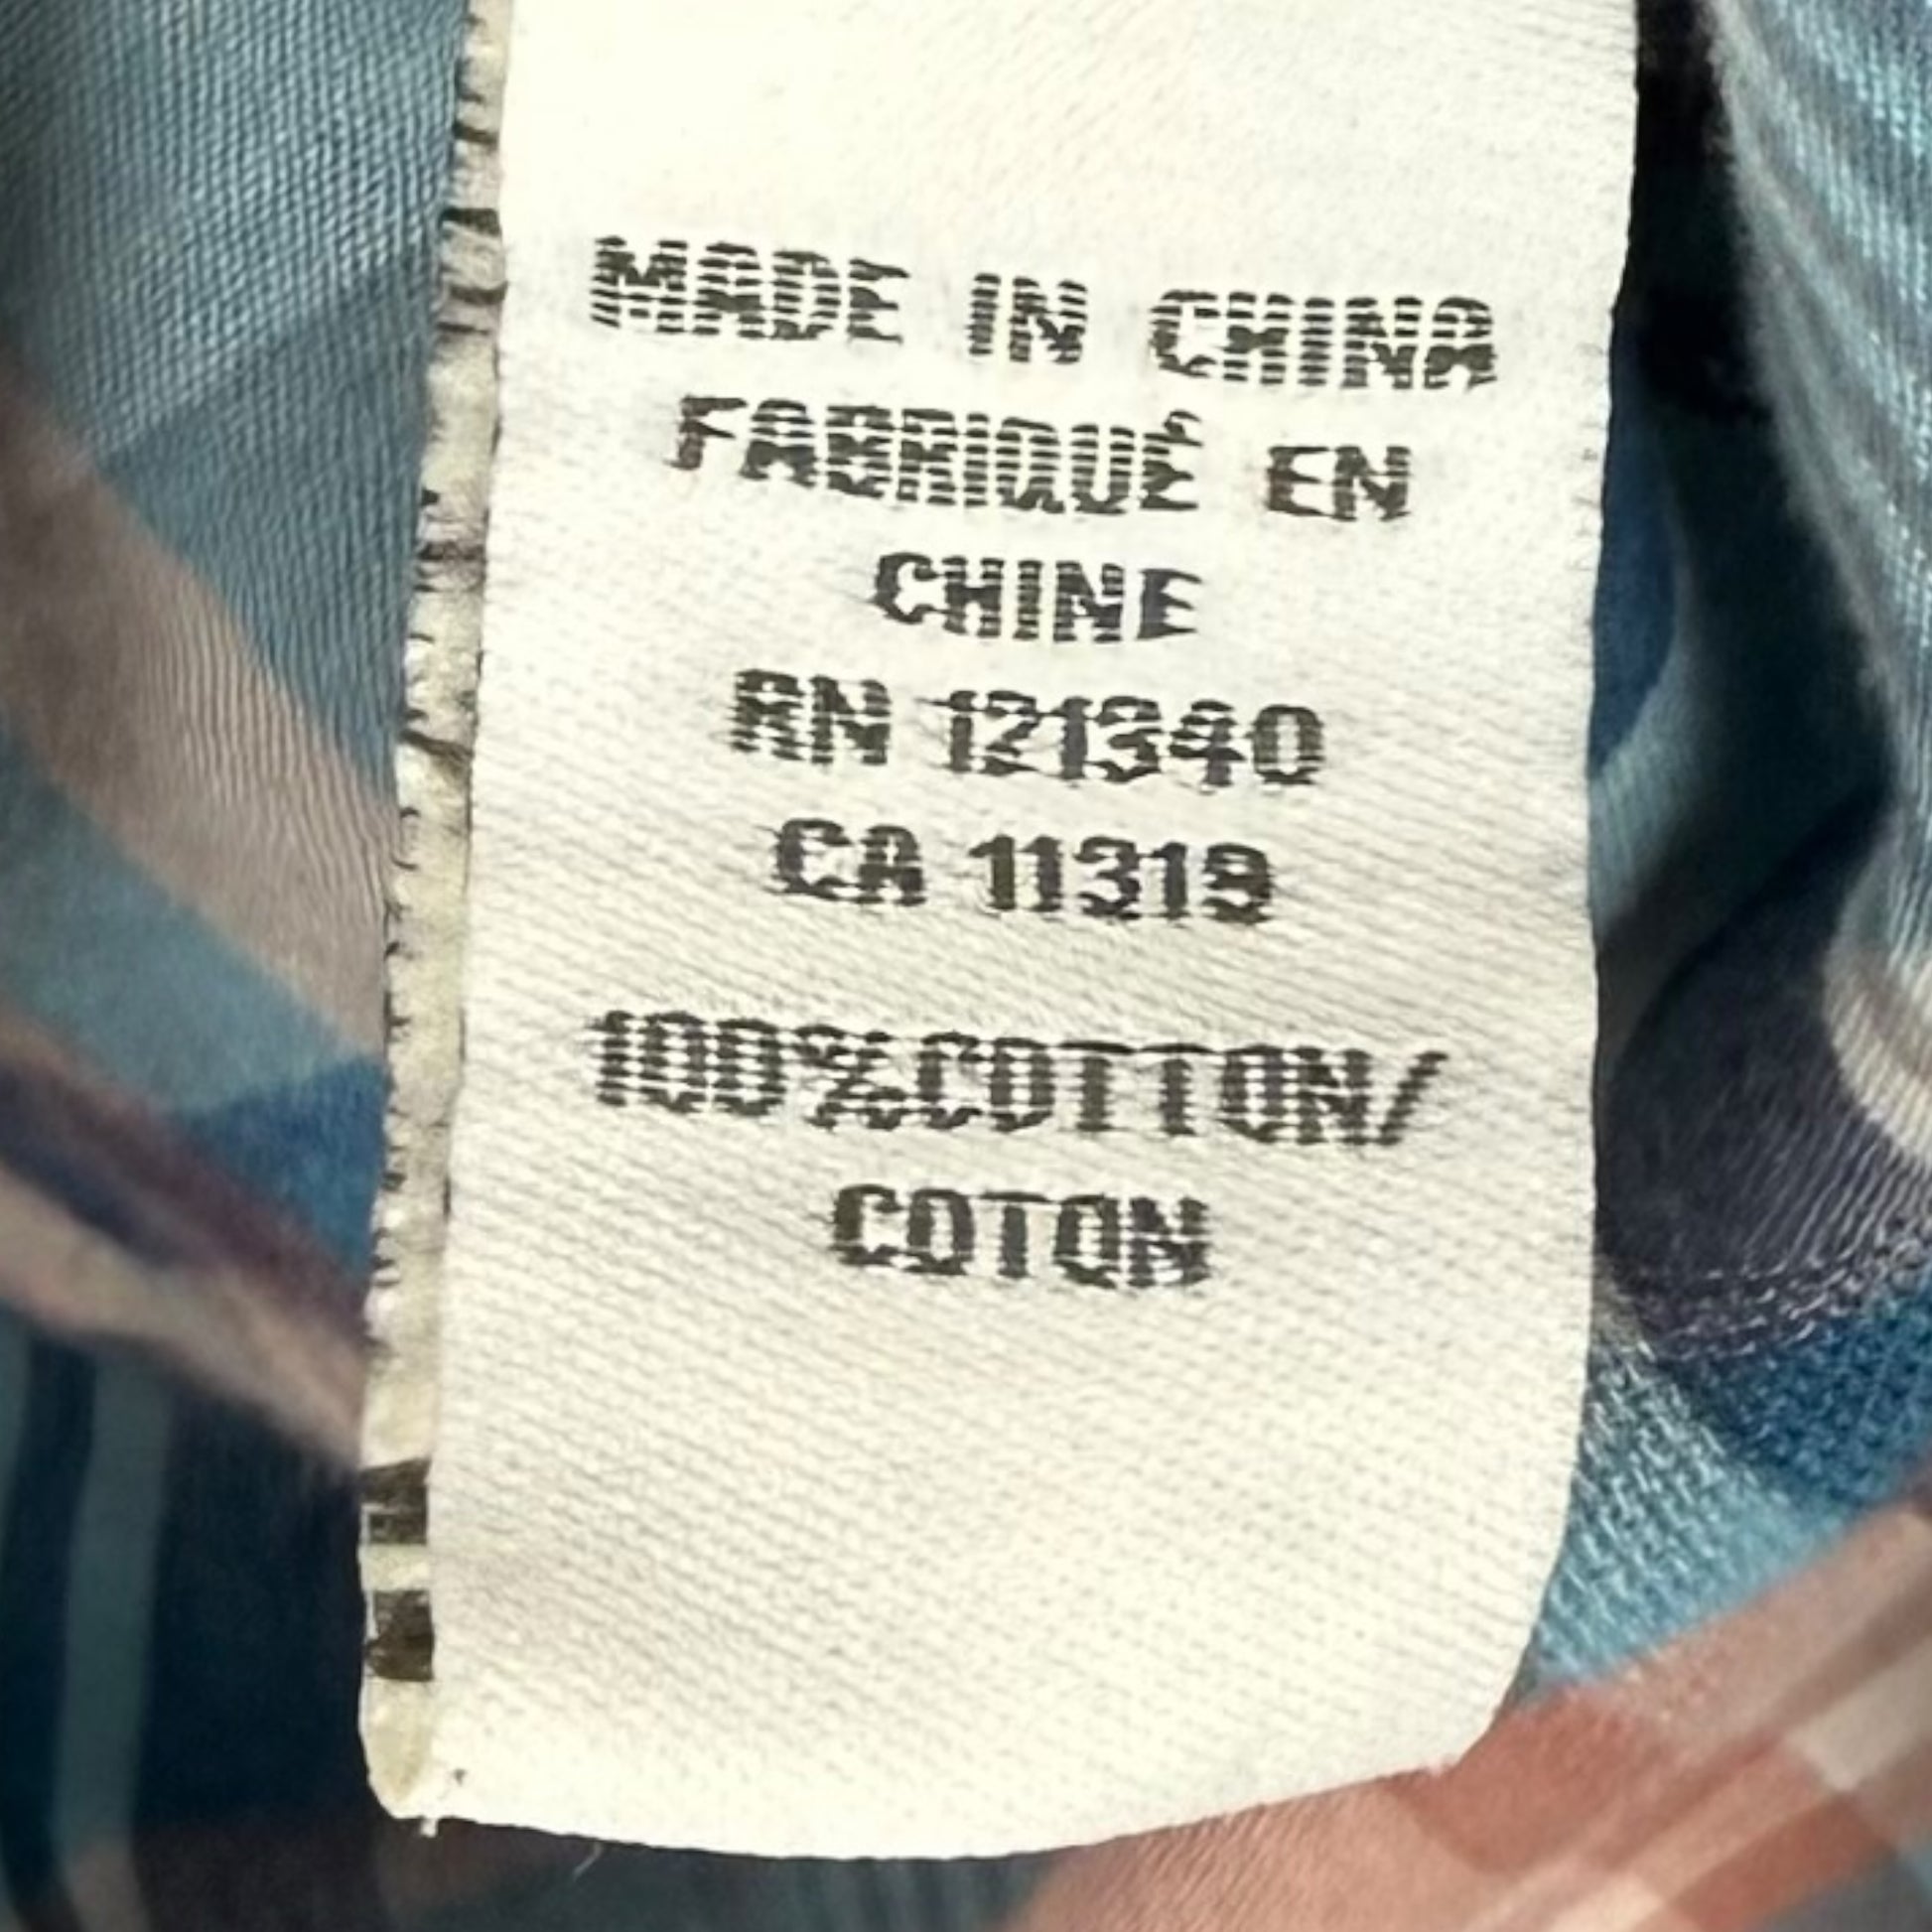 MADE IN CHINA
FABRIQUÉ EN
CHINE
RN 121340
CA 11319
100%COTTON/
COTON